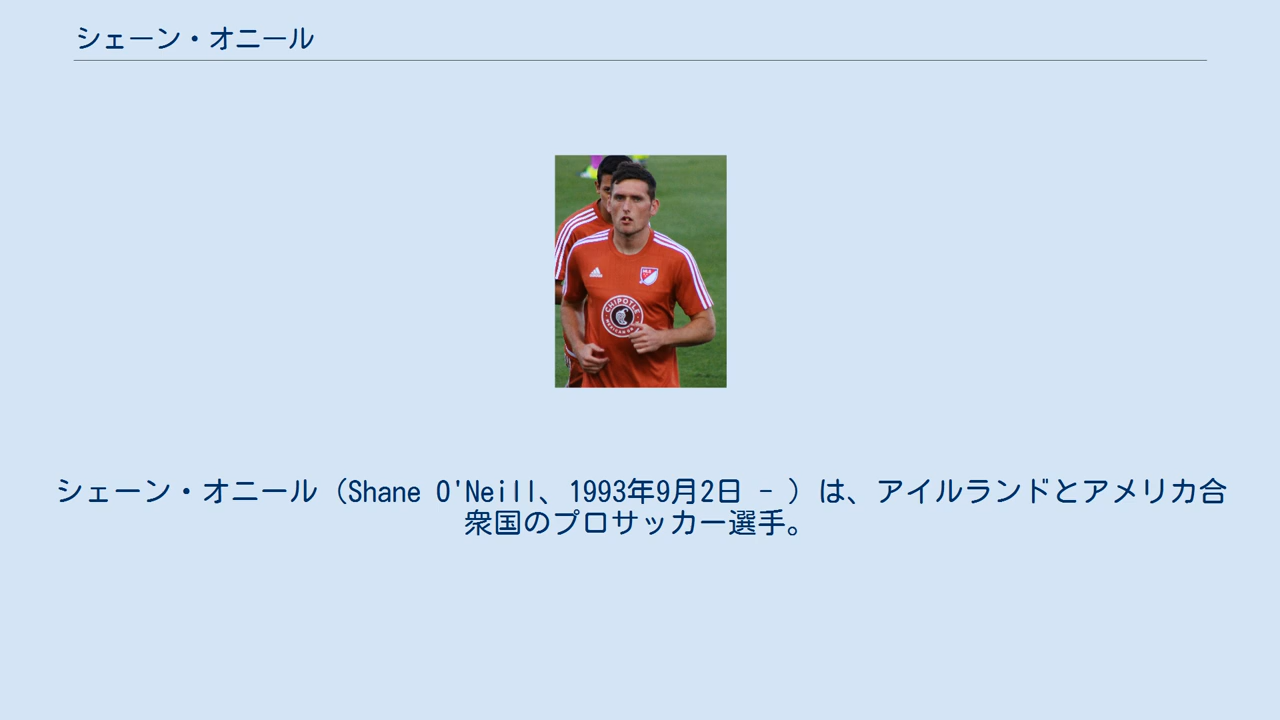 シェーン・オニール
CHIPOTLE
シェーン・オニール（Shane O'Neill、1993年9月2日 - ）は、アイルランドとアメリカ合
衆国のプロサッカー選手。